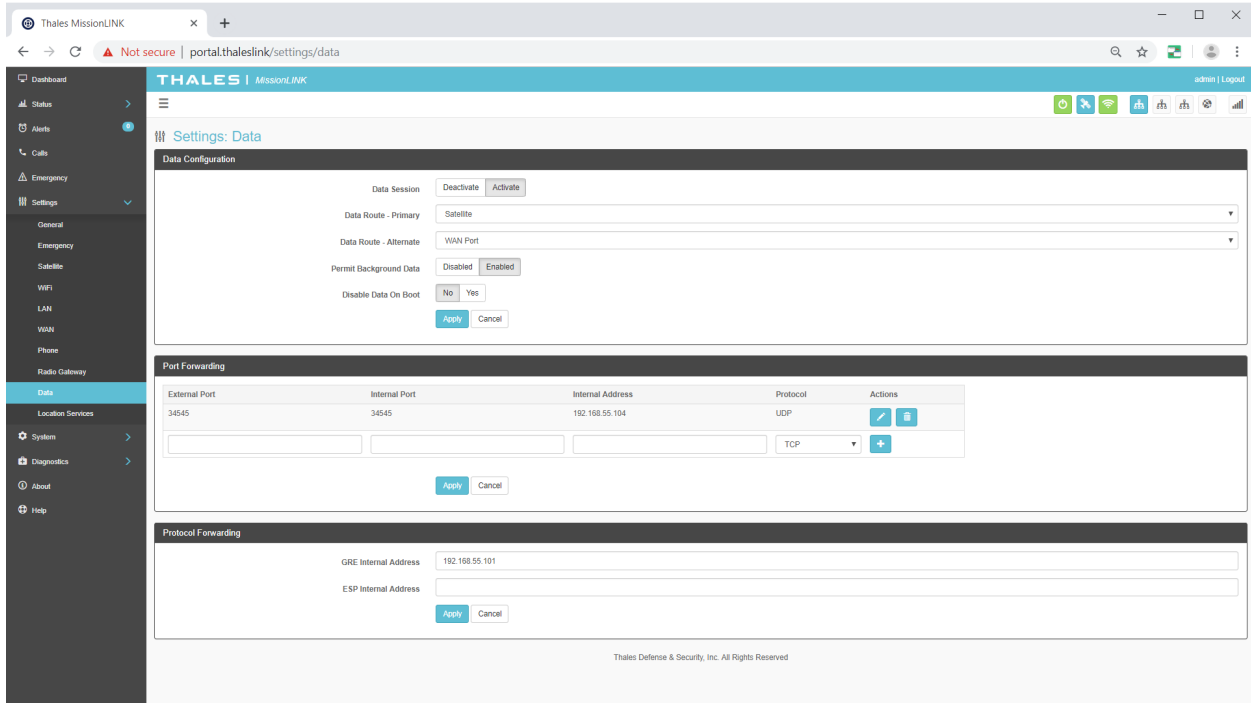 Thales MissionLINK
Not secure | portal.thaleslink/settings/data
Dashboard
Status
Alerts 0
Calls
Emergency
Settings
General
Emergency
Satellite
WiFi
LAN
WAN
Phone
Radio Gateway
Data
Location Services
System
Diagnostics
About
Help
THALES | MissionLINK
admin | Logout
Settings: Data
Data Configuration
Data Session Deactivate Activate
Data Route - Primary Satellite
Data Route - Alternate WAN Port
Permit Background Data Disabled Enabled
Disable Data On Boot No Yes
Apply Cancel
Port Forwarding
External Port Internal Port Internal Address Protocol Actions
34545 34545 192.168.55.104 UDP
TCP
Apply Cancel
Protocol Forwarding
GRE Internal Address 192.168.55.101
ESP Internal Address
Apply Cancel
Thales Defense & Security, Inc. All Rights Reserved